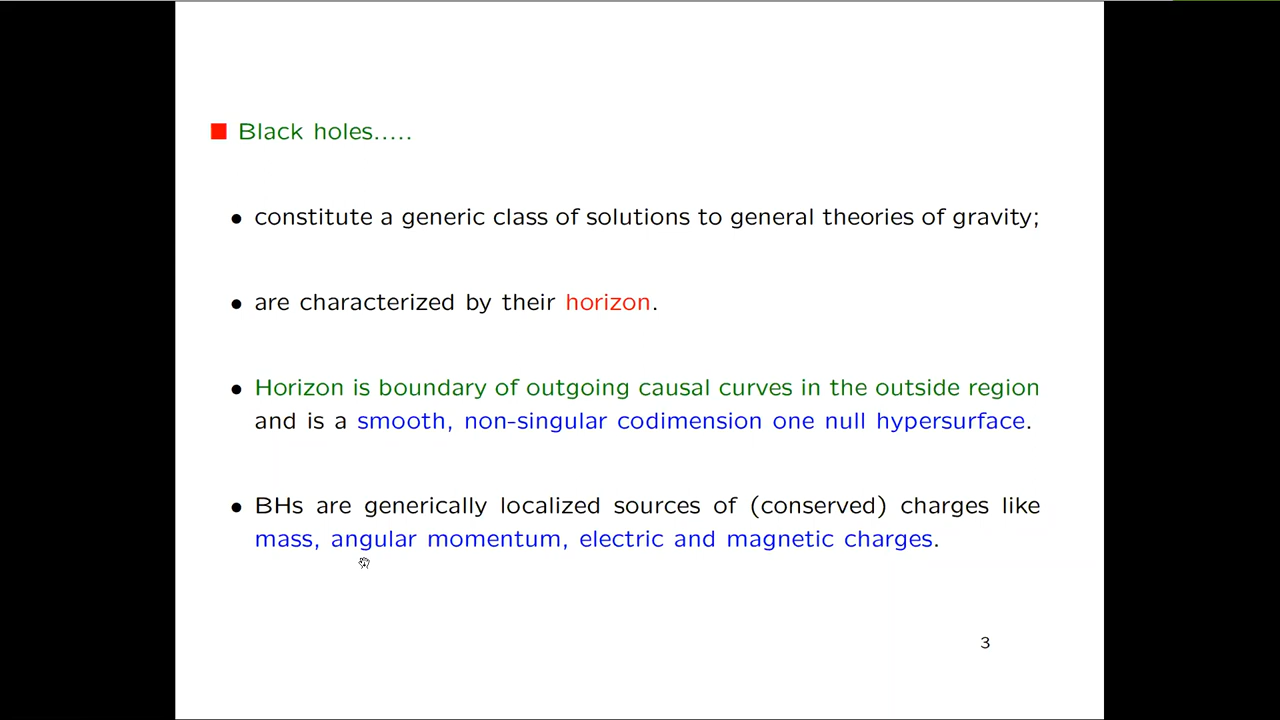 Black holes.....
• constitute a generic class of solutions to general theories of gravity;
• are characterized by their horizon.
• Horizon is boundary of outgoing causal curves in the outside region
and is a smooth, non-singular codimension one null hypersurface.
• BHs are generically localized sources of (conserved) charges like
mass, angular momentum, electric and magnetic charges.
3